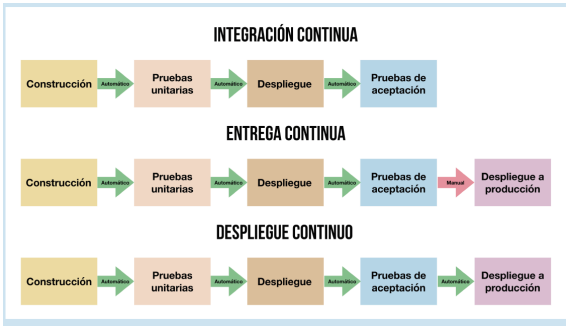 INTEGRACIÓN CONTINUA
Construcción
Automático
Pruebas
unitarias
Automático
Despliegue
Automático
Pruebas de
aceptación
ENTREGA CONTINUA
Construcción
Automático
Pruebas
unitarias
Automático
Despliegue
Automático
Pruebas de
aceptación
Manual
Despliegue a
producción
DESPLIEGUE CONTINUO
Construcción
Automático
Pruebas
unitarias
Automático
Despliegue
Automático
Pruebas de
aceptación
Automático
Despliegue a
producción